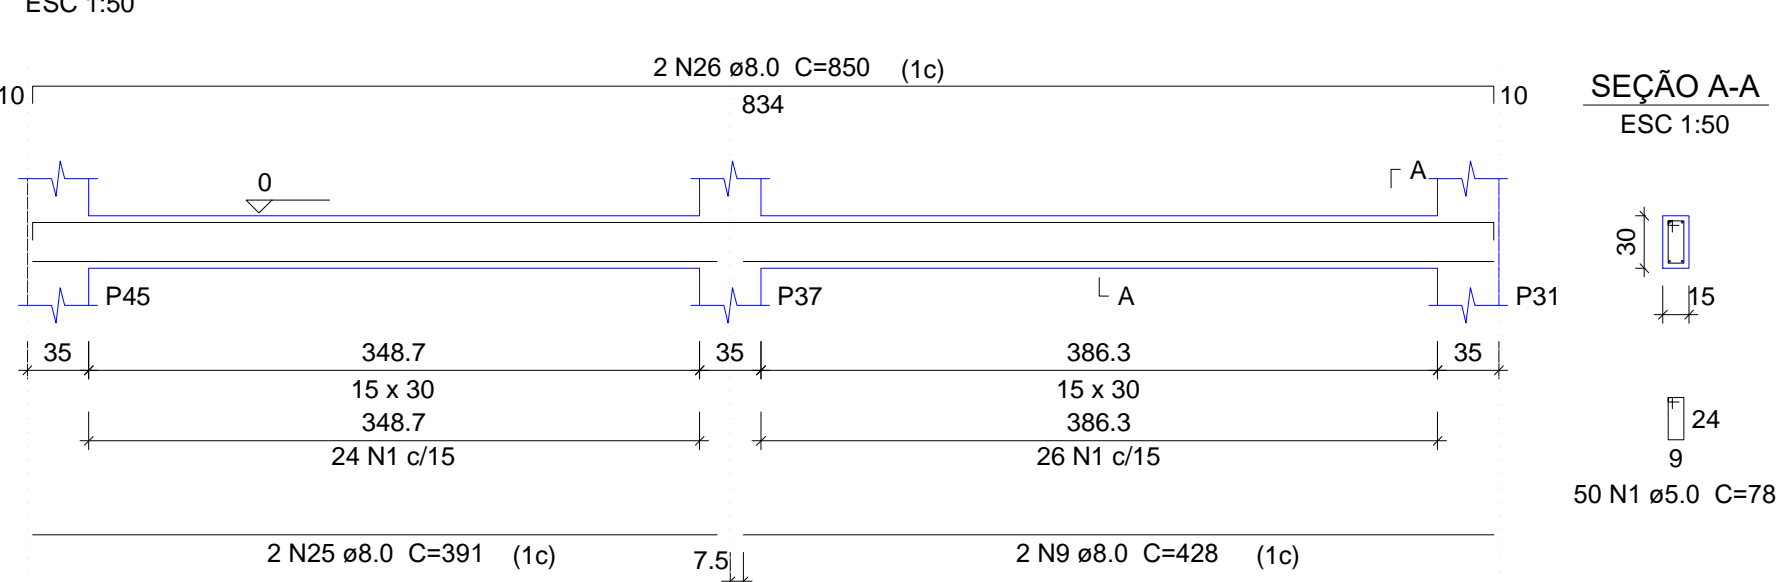 ESC 1:50
2 N26 ø8.0 C=850 (1c)
10
834
10
SEÇÃO A-A
ESC 1:50
0
A
30
P45
P37
A
P31
15
35
348.7
35
386.3
35
15 x 30
15 x 30
348.7
386.3
24
24 N1 c/15
26 N1 c/15
9
50 N1 ø5.0 C=78
2 N25 ø8.0 C=391 (1c)
7.5
2 N9 ø8.0 C=428 (1c)